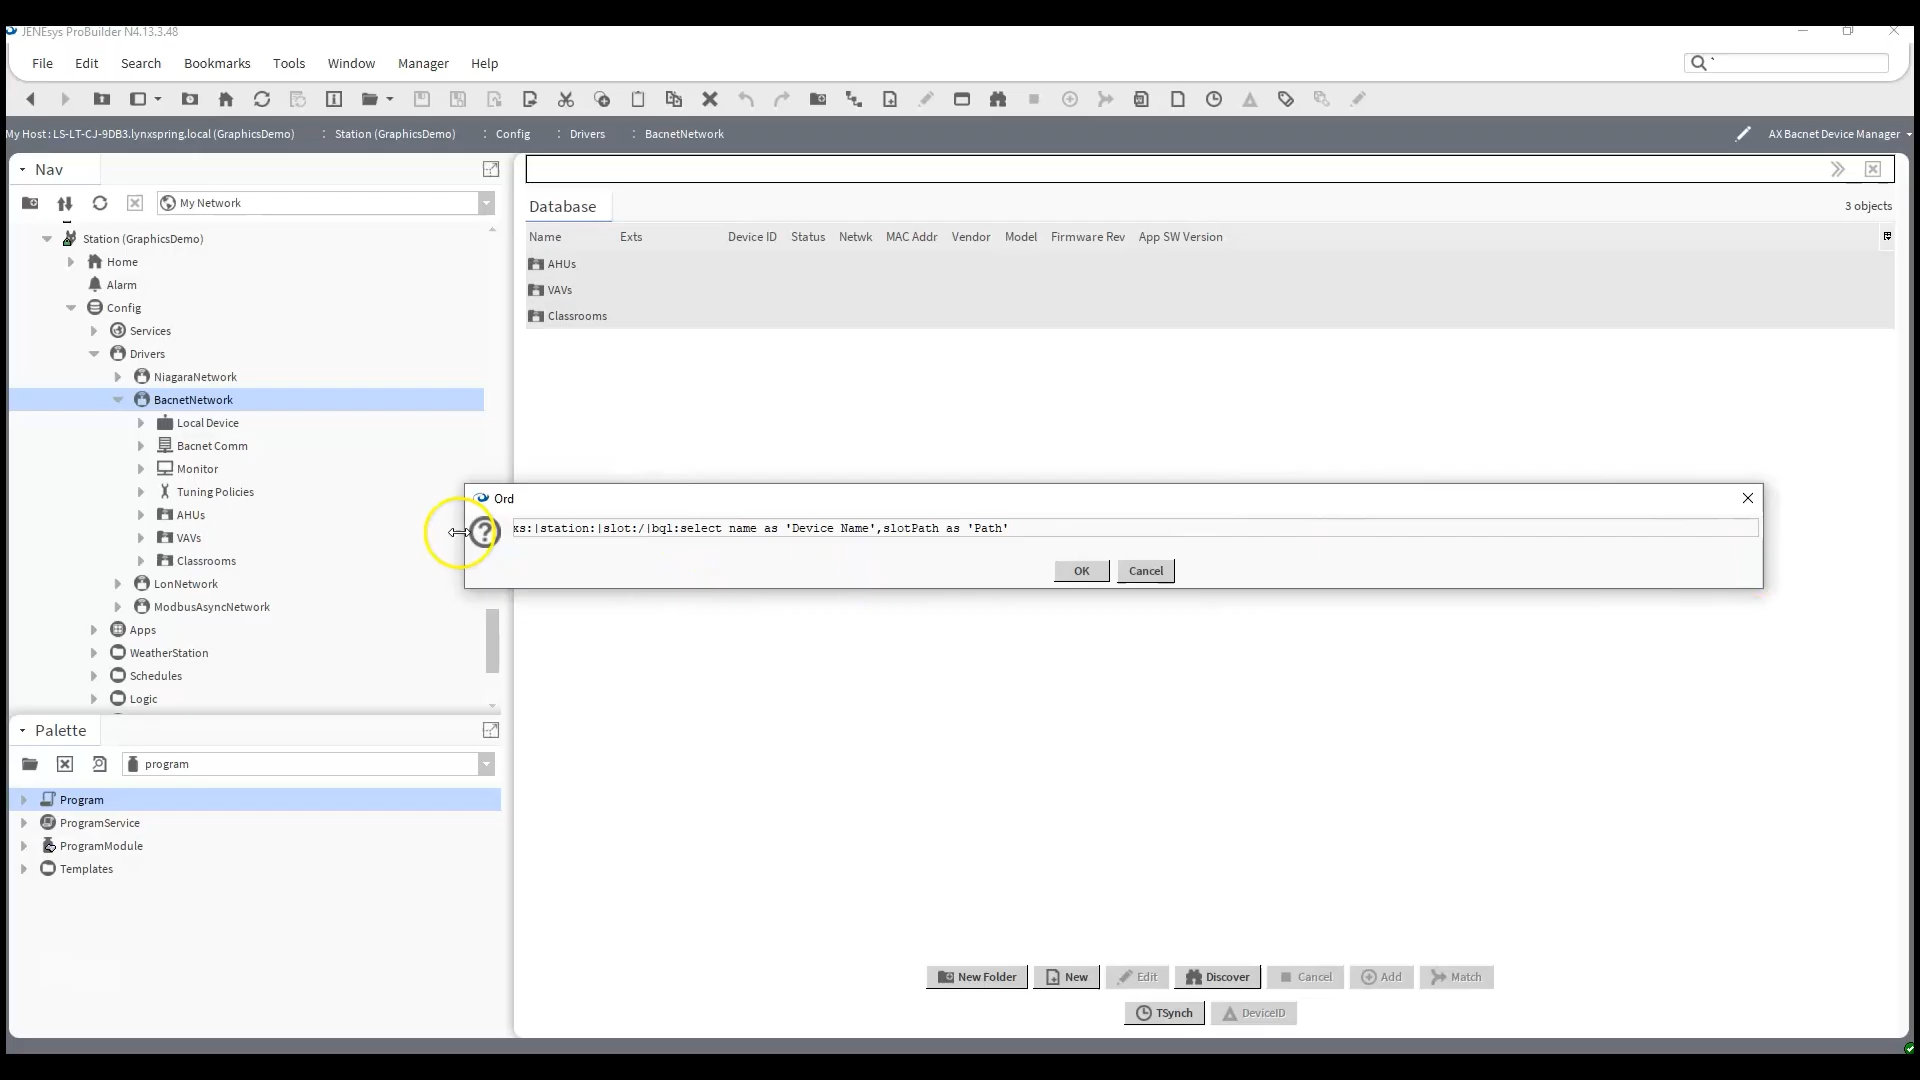 JENEsys ProBuilder N4.13.3.48
File Edit Search Bookmarks Tools Window Manager Help
`
My Host : LS-LT-CJ-9DB3.lynxspring.local (GraphicsDemo) : Station (GraphicsDemo) : Config : Drivers : BacnetNetwork
AX Bacnet Device Manager
Nav
My Network
Station (GraphicsDemo)
Home
Alarm
Config
Services
Drivers
NiagaraNetwork
BacnetNetwork
Local Device
Bacnet Comm
Monitor
Tuning Policies
AHUs
VAVs
Classrooms
LonNetwork
ModbusAsyncNetwork
Apps
WeatherStation
Schedules
Logic
Palette
program
Program
ProgramService
ProgramModule
Templates
Database
3 objects
Name Exts Device ID Status Netwk MAC Addr Vendor Model Firmware Rev App SW Version
AHUs
VAVs
Classrooms
Ord
xs:|station:|slot:/|bql:select name as 'Device Name',slotPath as 'Path'
OK Cancel
New Folder New Edit Discover Cancel Add Match
TSynch DeviceID